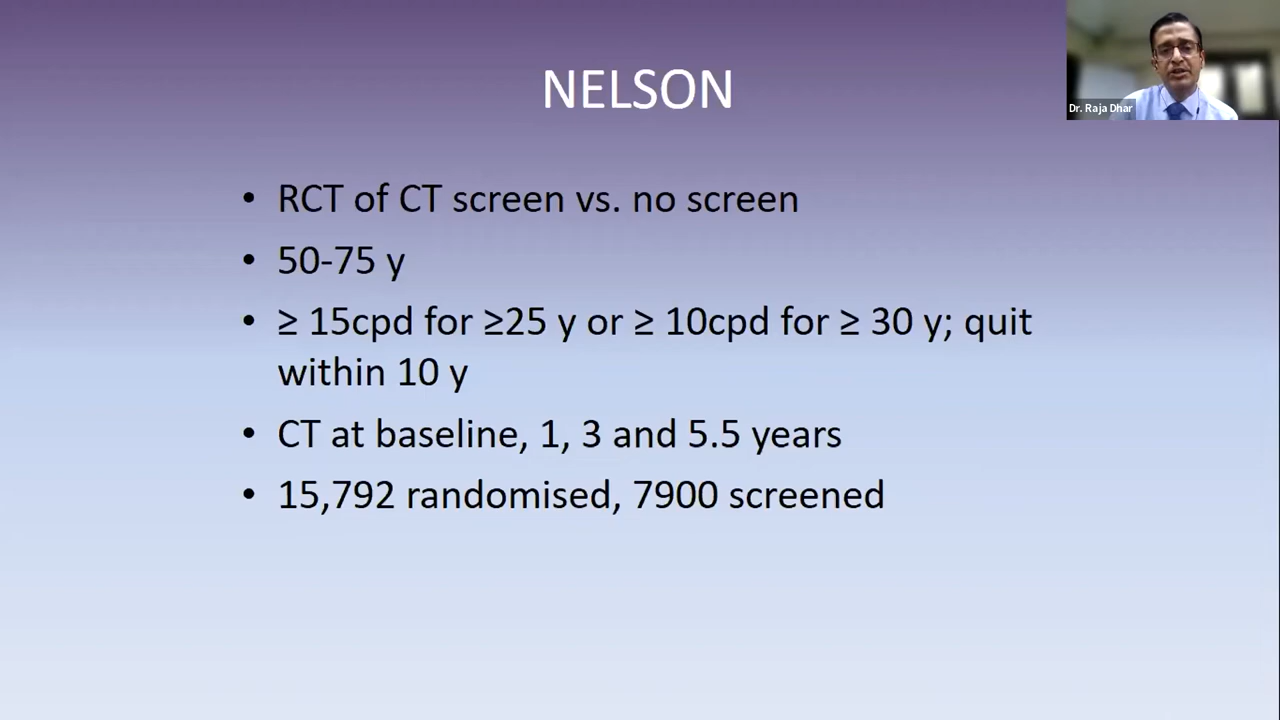 NELSON
Dr. Raja Dhar
• RCT of CT screen vs. no screen
• 50-75 y
• ≥ 15cpd for ≥25 y or ≥ 10cpd for ≥ 30 y; quit
within 10 y
• CT at baseline, 1, 3 and 5.5 years
• 15,792 randomised, 7900 screened